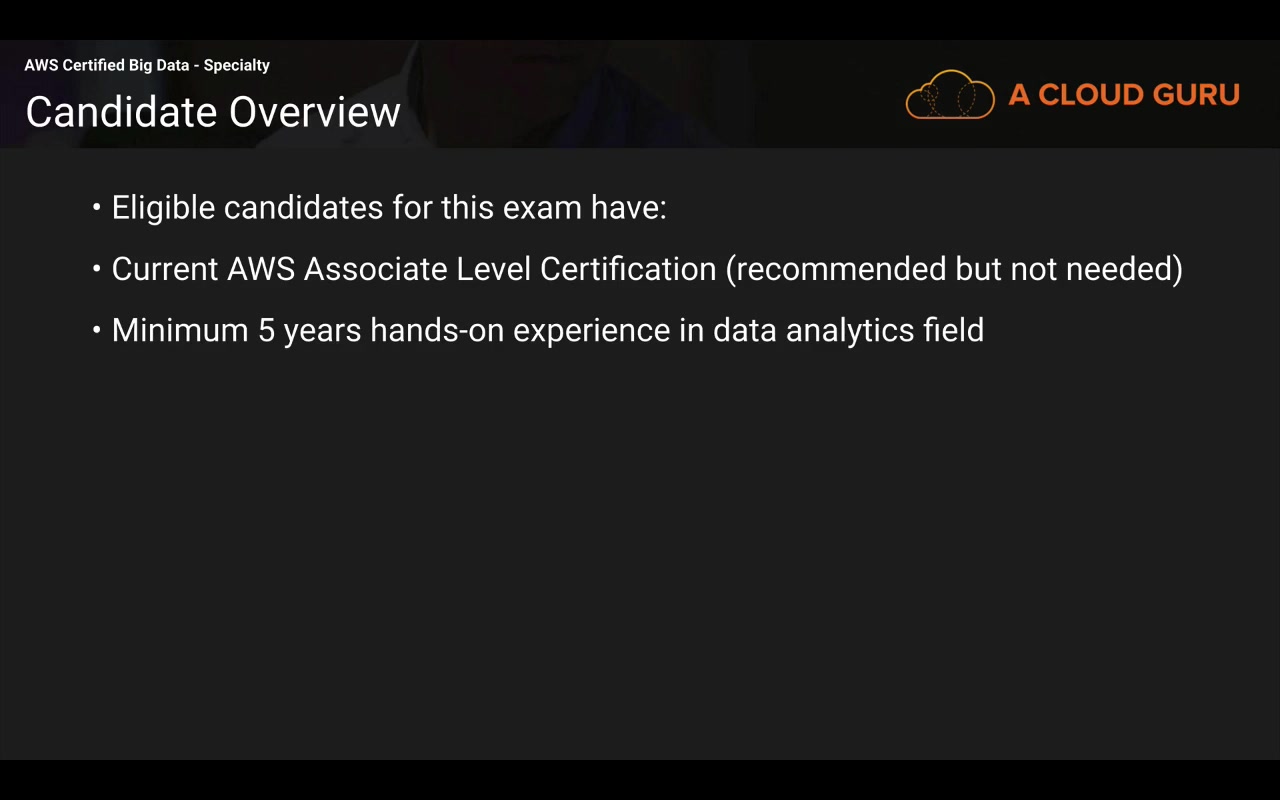 AWS Certified Big Data - Specialty
Candidate Overview
A CLOUD GURU
• Eligible candidates for this exam have:
• Current AWS Associate Level Certification (recommended but not needed)
• Minimum 5 years hands-on experience in data analytics field